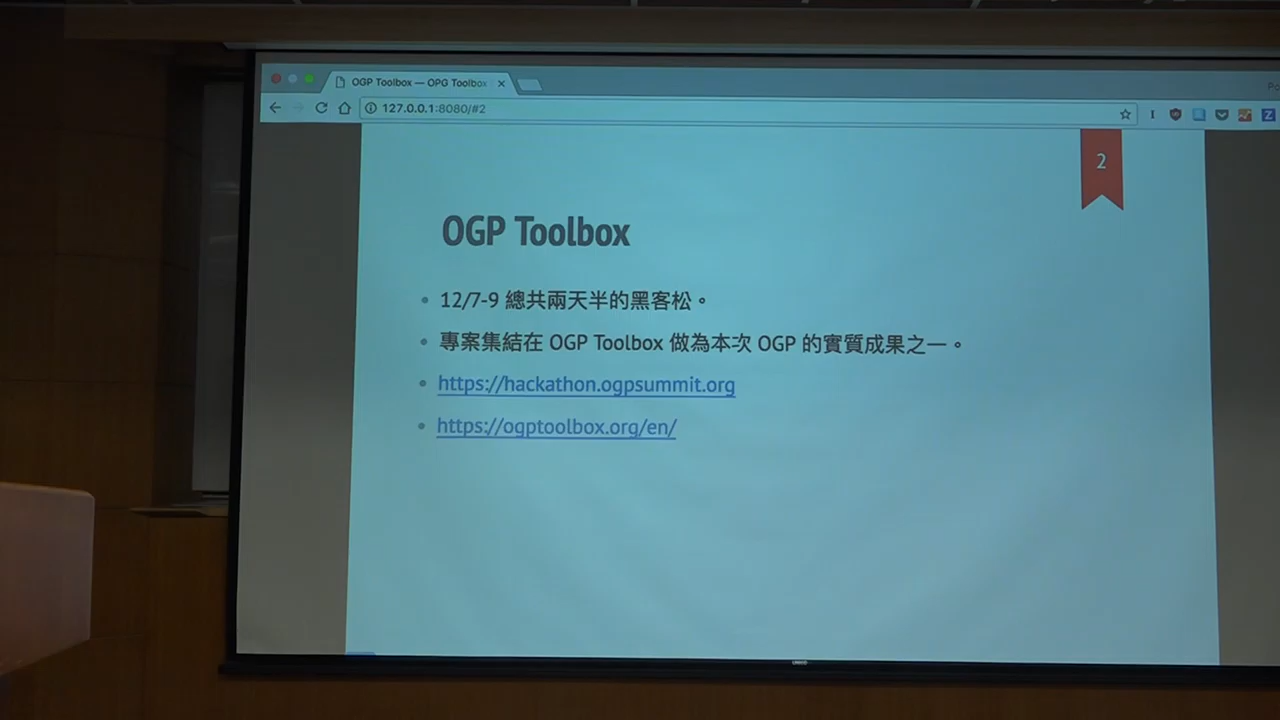 OGP Toolbox — OPG Toolbox
127.0.0.1:8080/#2
2
OGP Toolbox
12/7-9 總共兩天半的黑客松。
專案集結在 OGP Toolbox 做為本次 OGP 的實質成果之一。
https://hackathon.ogpsummit.org
https://ogptoolbox.org/en/